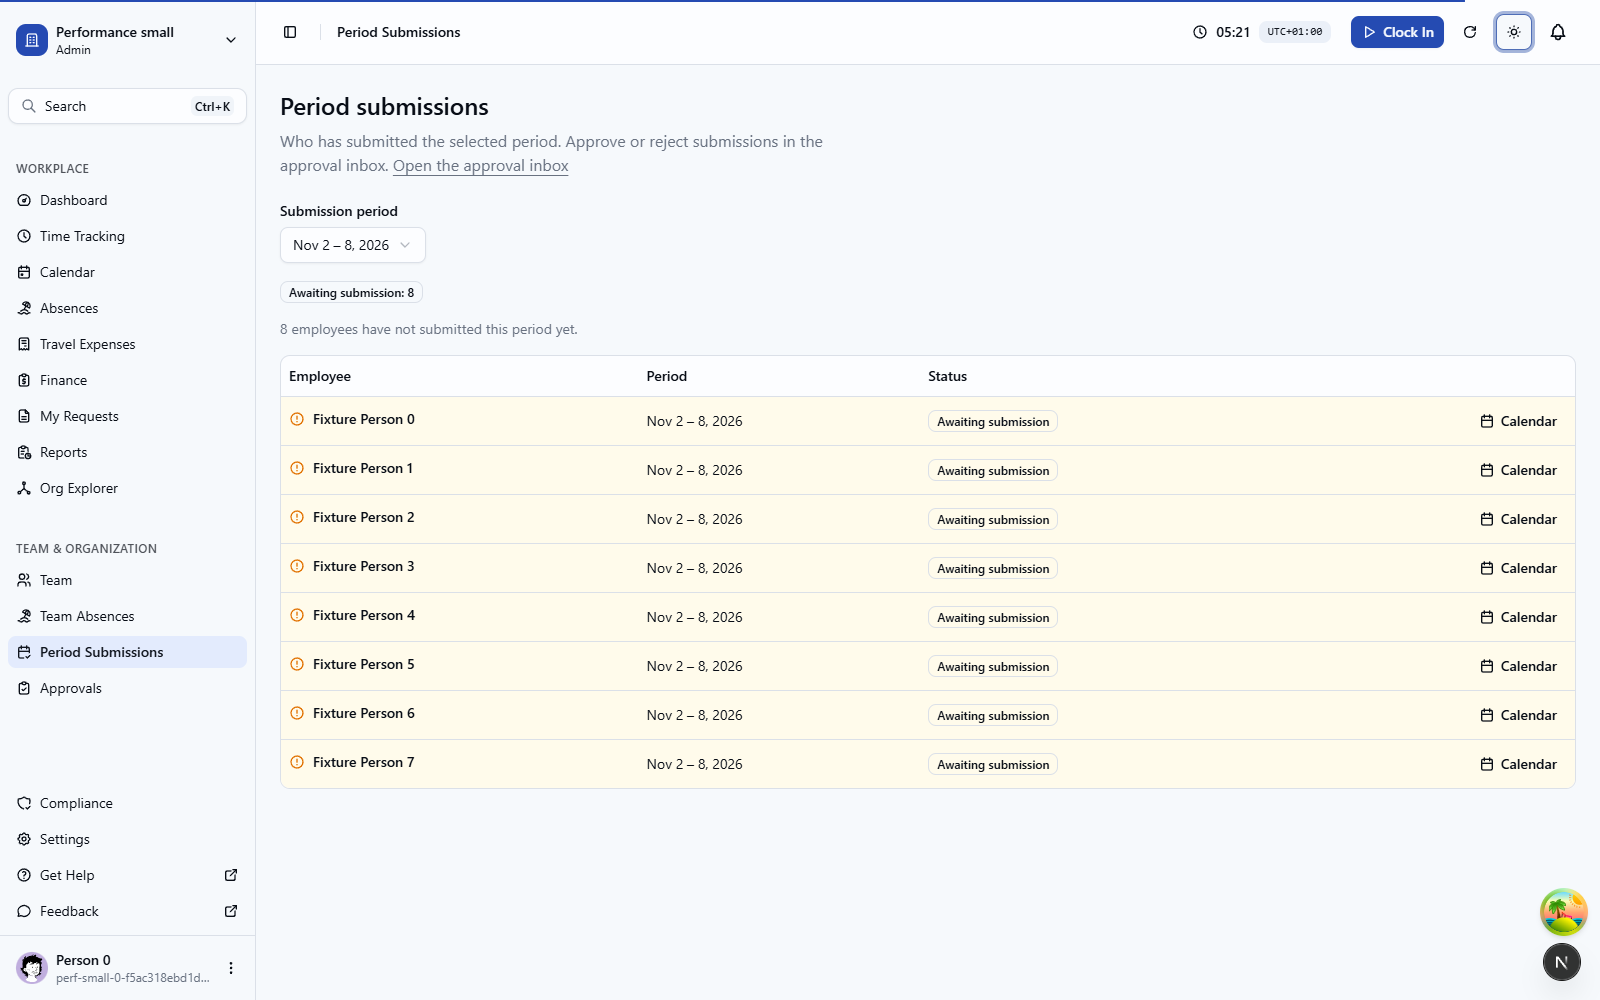 Performance small
Admin
Search
Ctrl+K
WORKPLACE
Dashboard
Time Tracking
Calendar
Absences
Travel Expenses
Finance
My Requests
Reports
Org Explorer
TEAM & ORGANIZATION
Team
Team Absences
Period Submissions
Approvals
Compliance
Settings
Get Help
Feedback
Person 0
perf-small-0-f5ac318ebd1d...
Period Submissions
05:21 UTC+01:00 Clock In
Period submissions
Who has submitted the selected period. Approve or reject submissions in the
approval inbox. Open the approval inbox
Submission period
Nov 2 – 8, 2026
Awaiting submission: 8
8 employees have not submitted this period yet.
Employee Period Status
Fixture Person 0 Nov 2 – 8, 2026 Awaiting submission Calendar
Fixture Person 1 Nov 2 – 8, 2026 Awaiting submission Calendar
Fixture Person 2 Nov 2 – 8, 2026 Awaiting submission Calendar
Fixture Person 3 Nov 2 – 8, 2026 Awaiting submission Calendar
Fixture Person 4 Nov 2 – 8, 2026 Awaiting submission Calendar
Fixture Person 5 Nov 2 – 8, 2026 Awaiting submission Calendar
Fixture Person 6 Nov 2 – 8, 2026 Awaiting submission Calendar
Fixture Person 7 Nov 2 – 8, 2026 Awaiting submission Calendar
N